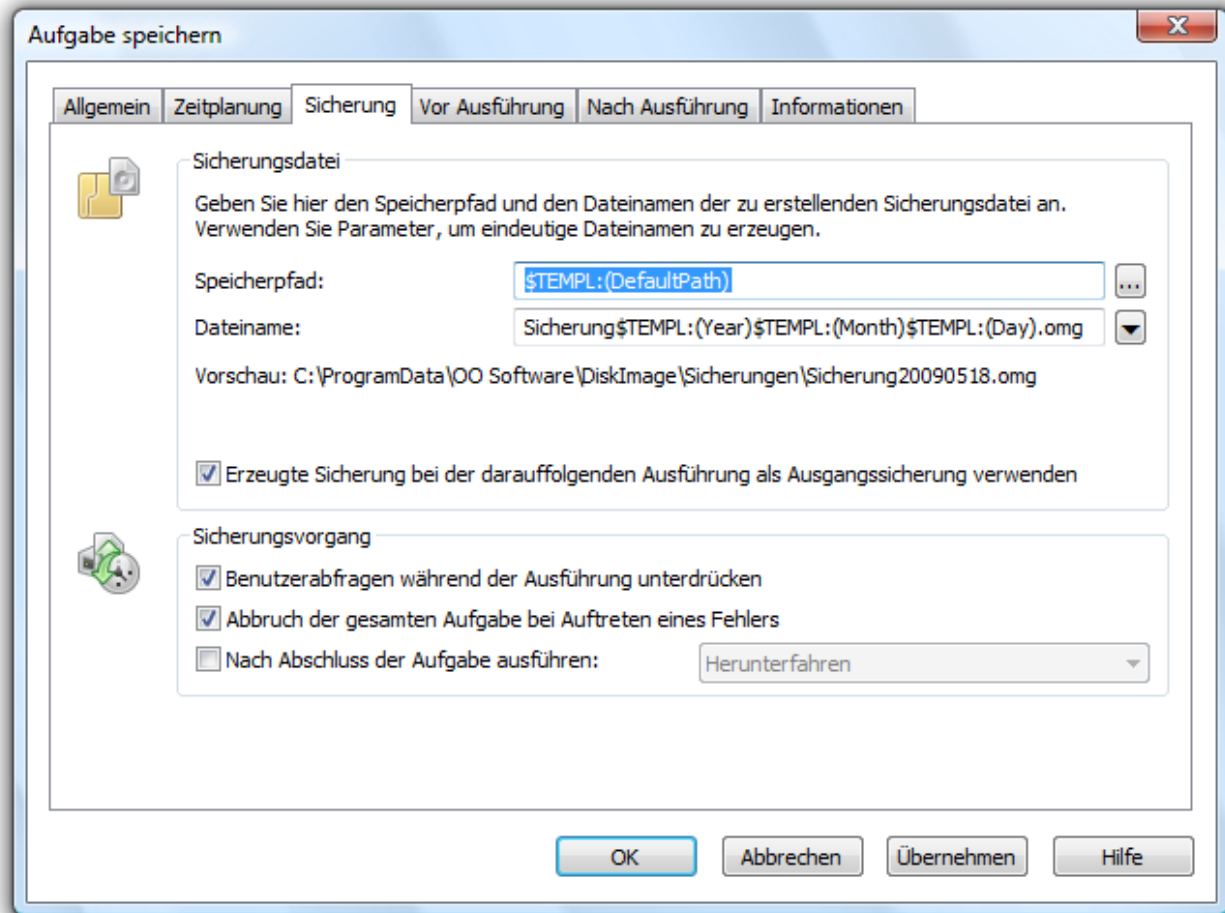 Aufgabe speichern
X
Allgemein Zeitplanung Sicherung Vor Ausführung Nach Ausführung Informationen
Sicherungsdatei
Geben Sie hier den Speicherpfad und den Dateinamen der zu erstellenden Sicherungsdatei an.
Verwenden Sie Parameter, um eindeutige Dateinamen zu erzeugen.
Speicherpfad: $TEMPL:(DefaultPath) ...
Dateiname: Sicherung$TEMPL:(Year)$TEMPL:(Month)$TEMPL:(Day).omg
Vorschau: C:\ProgramData\OO Software\DiskImage\Sicherungen\Sicherung20090518.omg
Erzeugte Sicherung bei der darauffolgenden Ausführung als Ausgangssicherung verwenden
Sicherungsvorgang
Benutzerabfragen während der Ausführung unterdrücken
Abbruch der gesamten Aufgabe bei Auftreten eines Fehlers
Nach Abschluss der Aufgabe ausführen: Herunterfahren
OK Abbrechen Übernehmen Hilfe